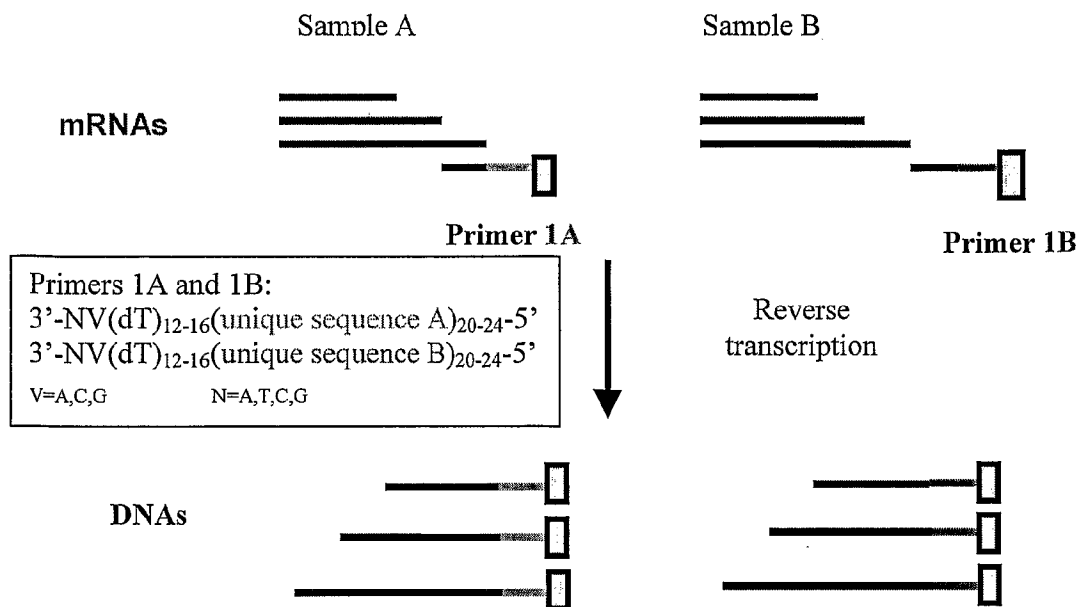 Sample A
Sample B
mRNAs
Primer 1A
Primer 1B
Primers 1A and 1B:
3'-NV(dT)12-16(unique sequence A)20-24-5'
3'-NV(dT)12-16(unique sequence B)20-24-5'
V=A,C,G N=A,T,C,G
Reverse
transcription
DNAs